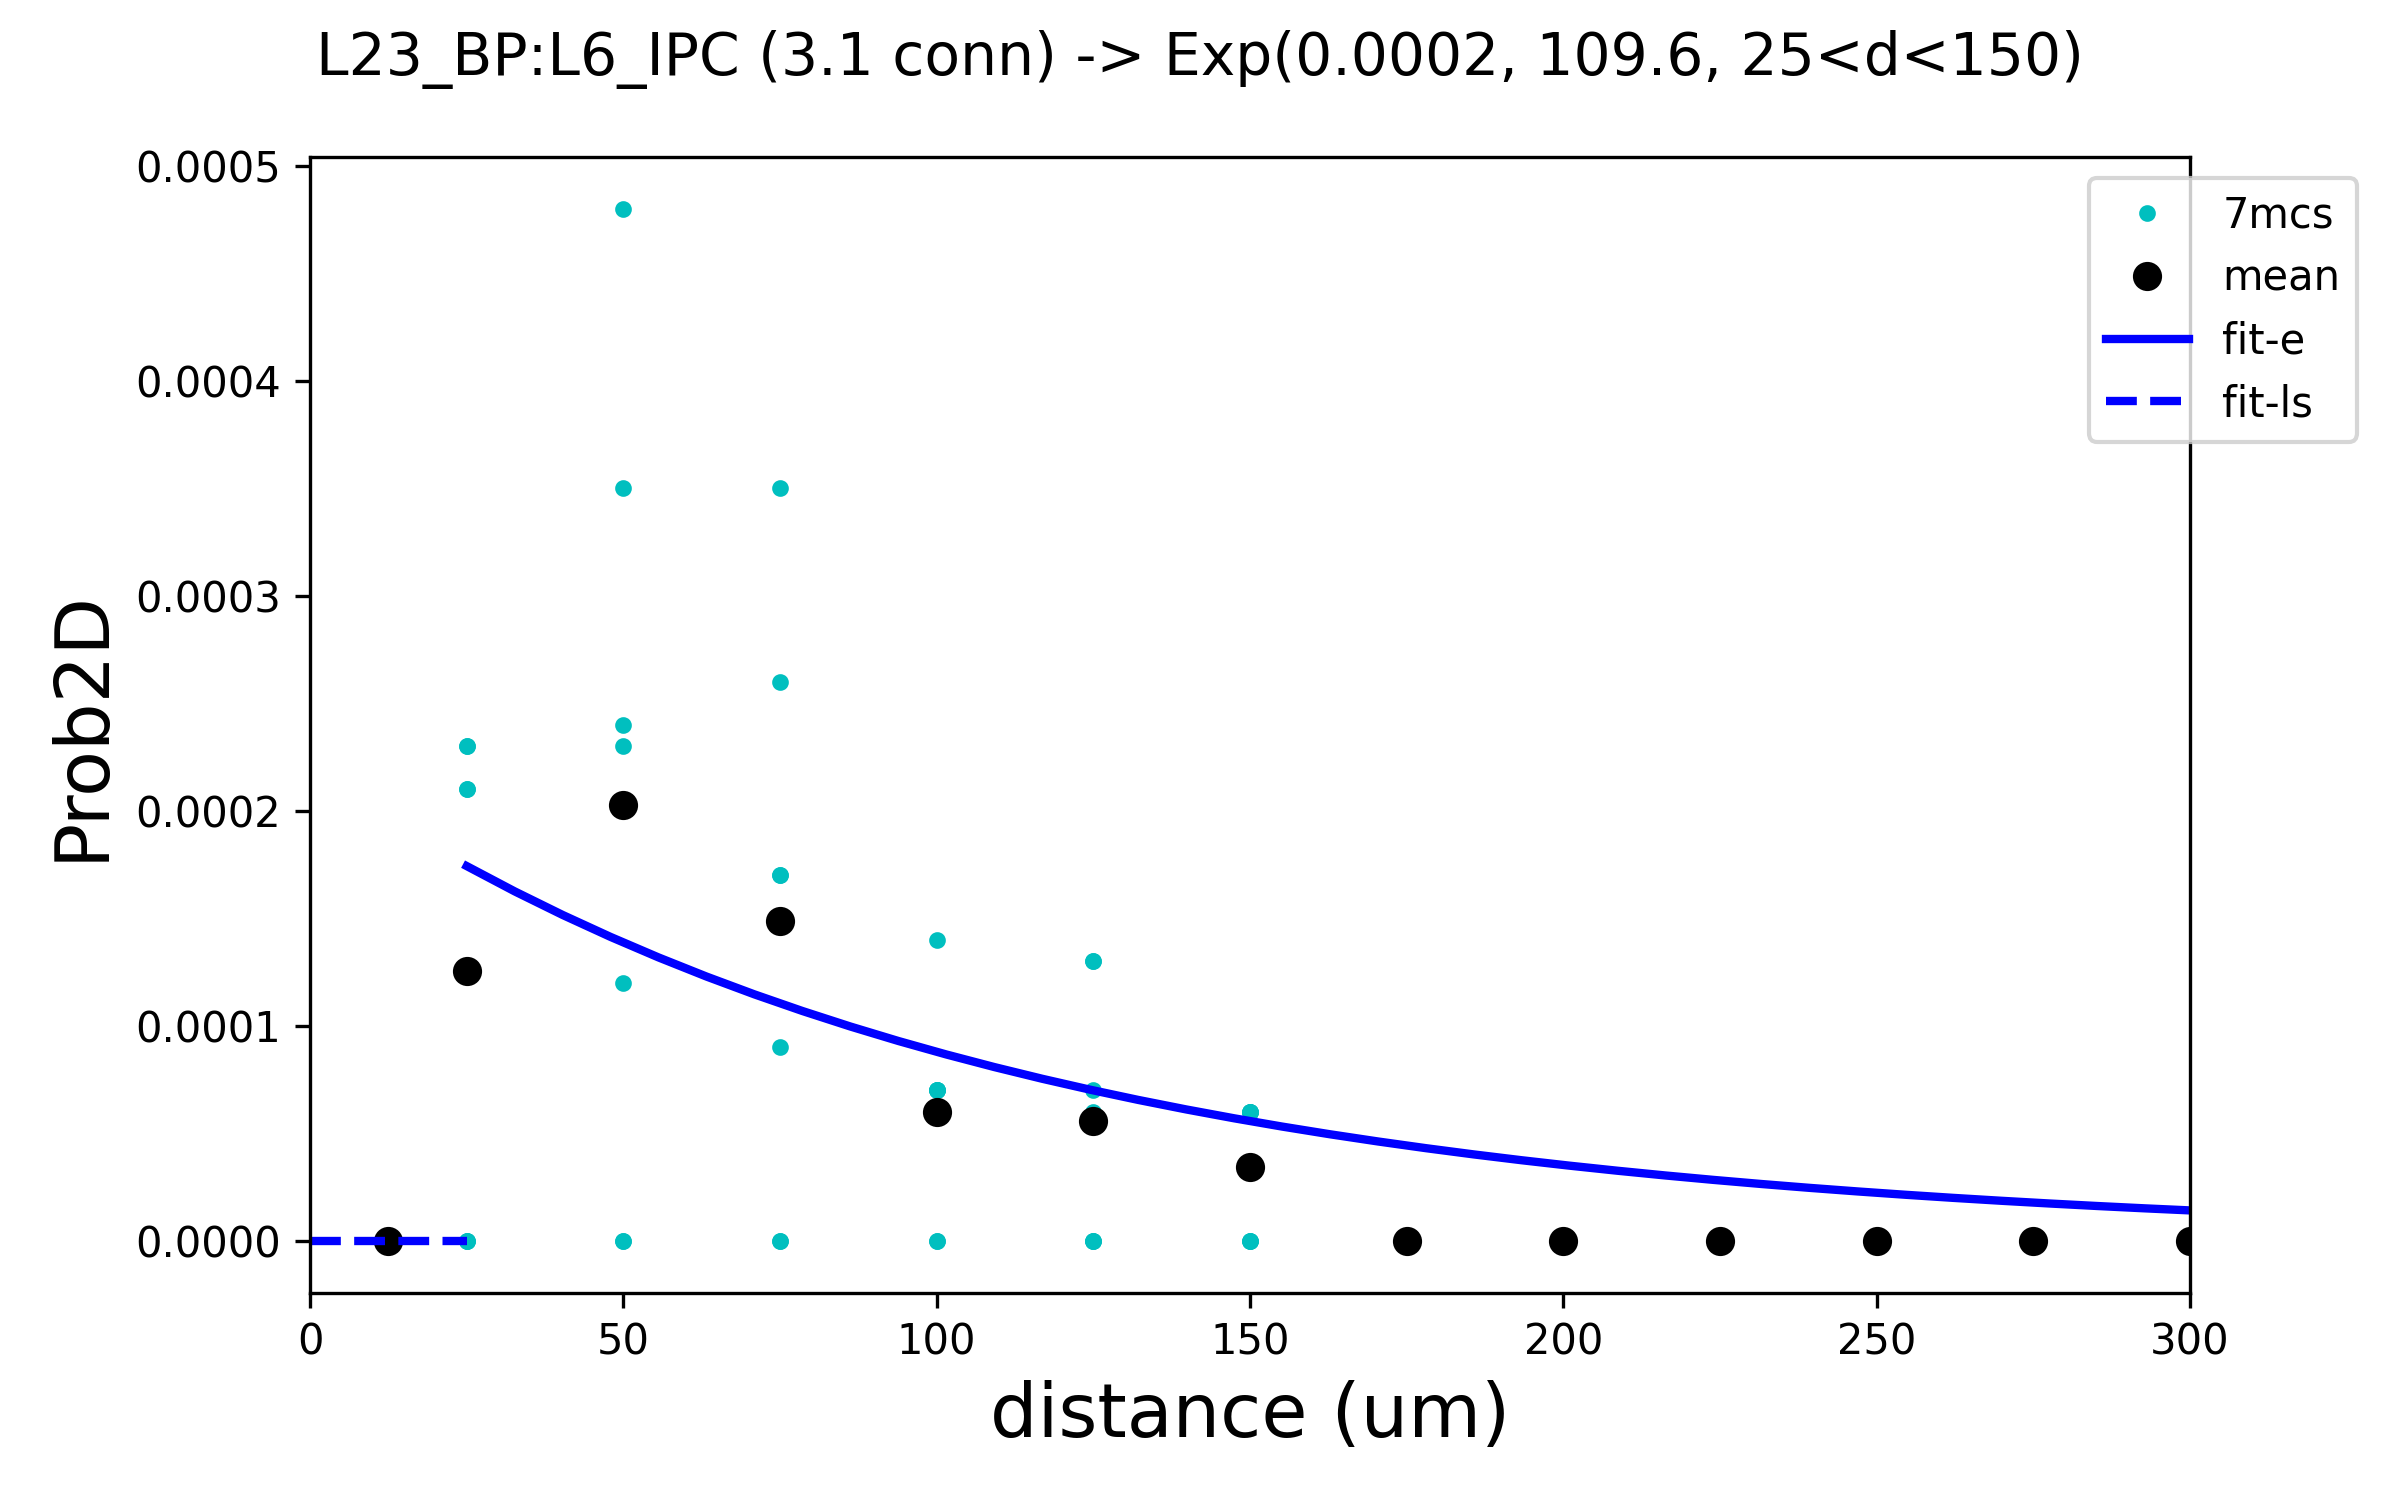 L23_BP:L6_IPC (3.1 conn) -> Exp(0.0002, 109.6, 25<d<150)
0.0005
0.0004
0.0003
0.0002
0.0001
0.0000
Prob2D
7mcs
mean
fit-e
fit-ls
0 50 100 150 200 250 300
distance (um)